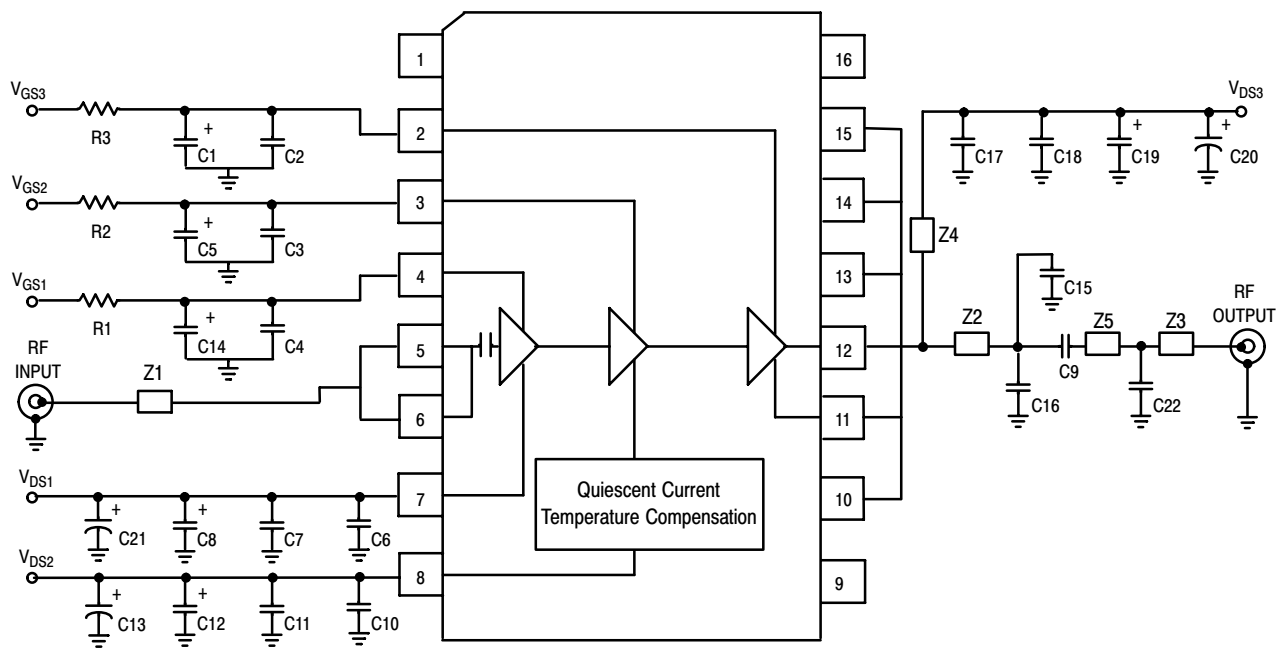 1
16
V_GS3
R3
+
C1
C2
2
15
V_DS3
C17
C18
+
C19
+
C20
V_GS2
R2
+
C5
C3
3
14
Z4
V_GS1
R1
+
C14
C4
4
13
C15
RF
INPUT
Z1
5
6
12
Z2
C16
C9
Z5
C22
Z3
RF
OUTPUT
11
V_DS1
+
C21
+
C8
C7
C6
7
Quiescent Current
Temperature Compensation
10
V_DS2
+
C13
+
C12
C11
C10
8
9